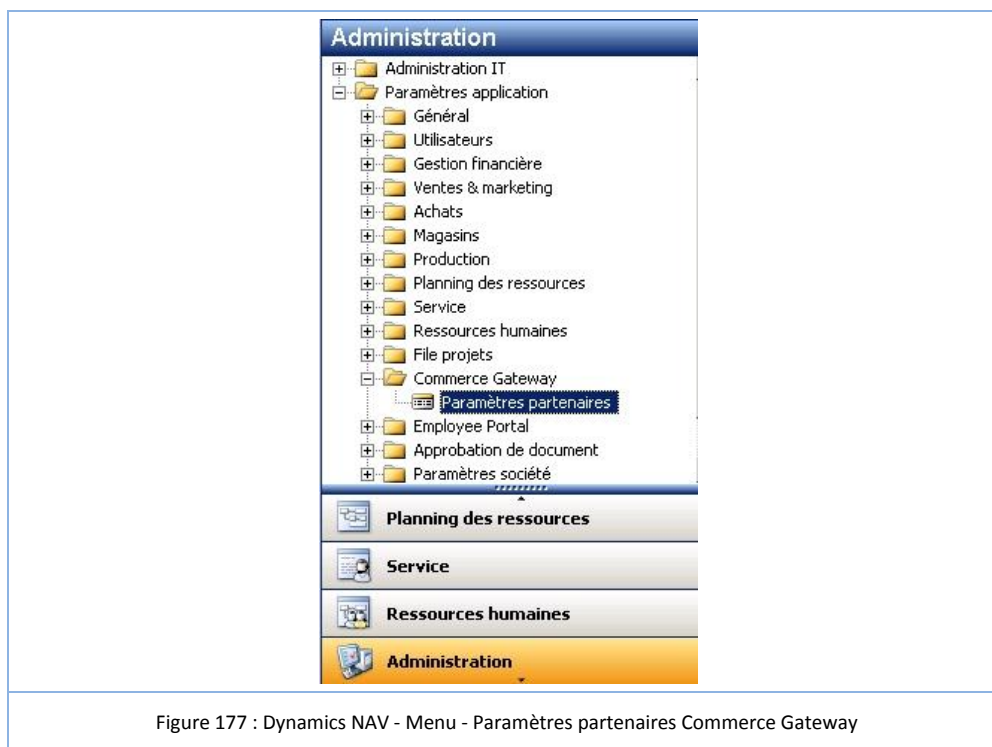 Administration
Administration IT
Paramètres application
Général
Utilisateurs
Gestion financière
Ventes & marketing
Achats
Magasins
Production
Planning des ressources
Service
Ressources humaines
File projets
Commerce Gateway
Paramètres partenaires
Employee Portal
Approbation de document
Paramètres société
Planning des ressources
Service
Ressources humaines
Administration
Figure 177 : Dynamics NAV - Menu - Paramètres partenaires Commerce Gateway